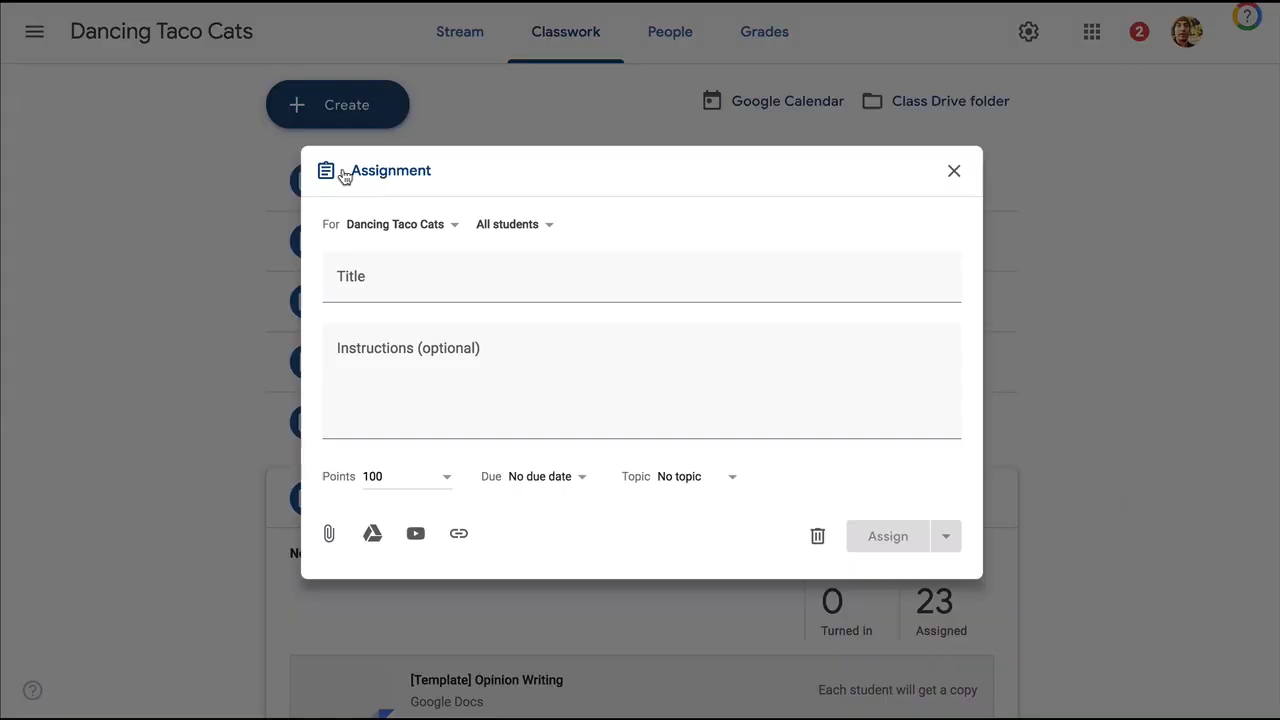 Dancing Taco Cats
Stream
Classwork
People
Grades
2
?
Create
Google Calendar
Class Drive folder
Assignment
For Dancing Taco Cats All students
Title
Instructions (optional)
Points 100 Due No due date Topic No topic
Assign
0
Turned in
23
Assigned
[Template] Opinion Writing
Google Docs
Each student will get a copy
?